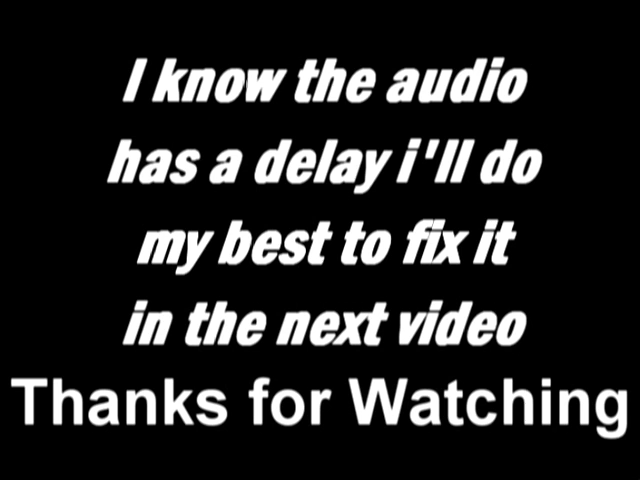 I know the audio
has a delay i'll do
my best to fix it
in the next video
Thanks for Watching